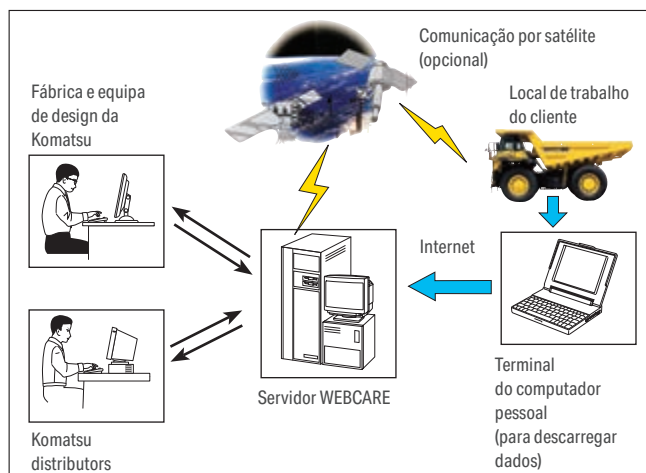 Comunicação por satélite
(opcional)
Fábrica e equipa
de design da
Komatsu
Local de trabalho
do cliente
Internet
Servidor WEBCARE
Terminal
do computador
pessoal
(para descarregar
dados)
Komatsu
distributors